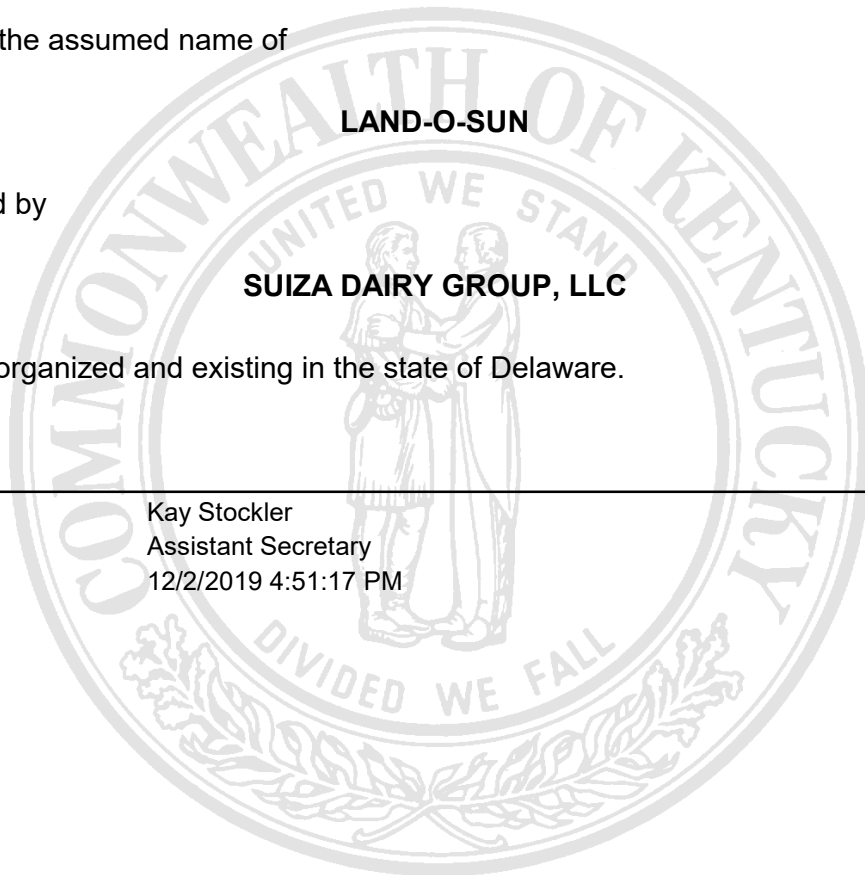 the assumed name of
LAND-O-SUN
d by
SUIZA DAIRY GROUP, LLC
organized and existing in the state of Delaware.
Kay Stockler
Assistant Secretary
12/2/2019 4:51:17 PM
COMMONWEALTH OF KENTUCKY
UNITED WE STAND
DIVIDED WE FALL